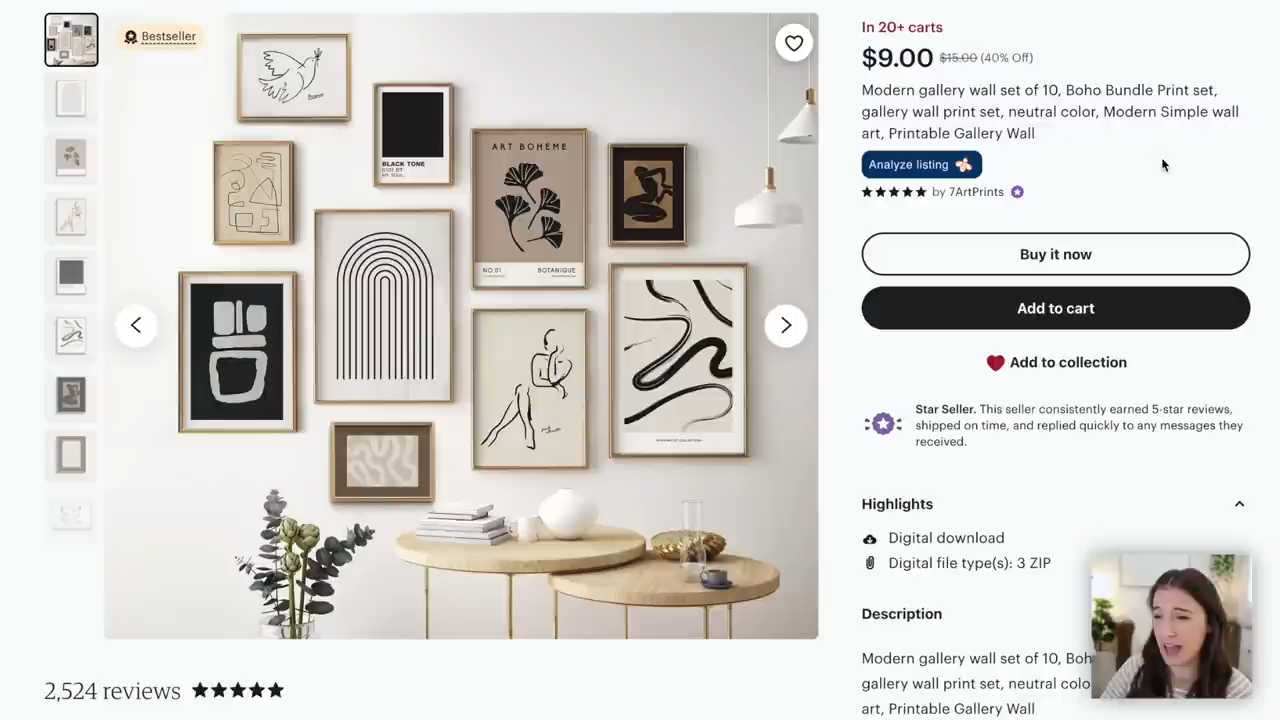 Bestseller
BLACK TONE
ART BOHEME
NO.01
BOTANIQUE
In 20+ carts
$9.00 $15.00 (40% Off)
Modern gallery wall set of 10, Boho Bundle Print set,
gallery wall print set, neutral color, Modern Simple wall
art, Printable Gallery Wall
Analyze listing
by 7ArtPrints
Buy it now
Add to cart
Add to collection
Star Seller. This seller consistently earned 5-star reviews,
shipped on time, and replied quickly to any messages they
received.
Highlights
Digital download
Digital file type(s): 3 ZIP
Description
Modern gallery wall set of 10, Boh
gallery wall print set, neutral colo
art, Printable Gallery Wall
2,524 reviews